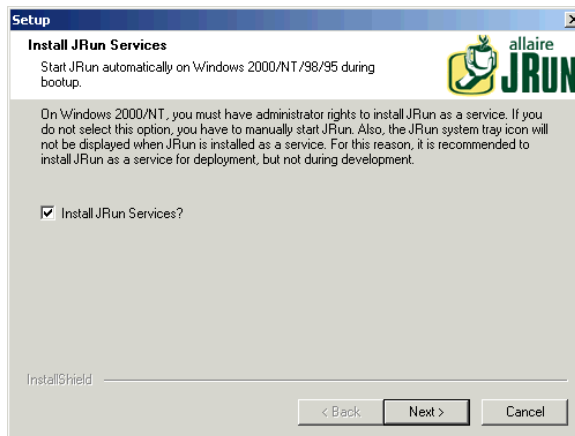 Setup
Install JRun Services
Start JRun automatically on Windows 2000/NT/98/95 during
bootup.
allaire
JRUN
On Windows 2000/NT, you must have administrator rights to install JRun as a service. If you
do not select this option, you have to manually start JRun. Also, the JRun system tray icon will
not be displayed when JRun is installed as a service. For this reason, it is recommended to
install JRun as a service for deployment, but not during development.
Install JRun Services?
InstallShield
< Back
Next >
Cancel